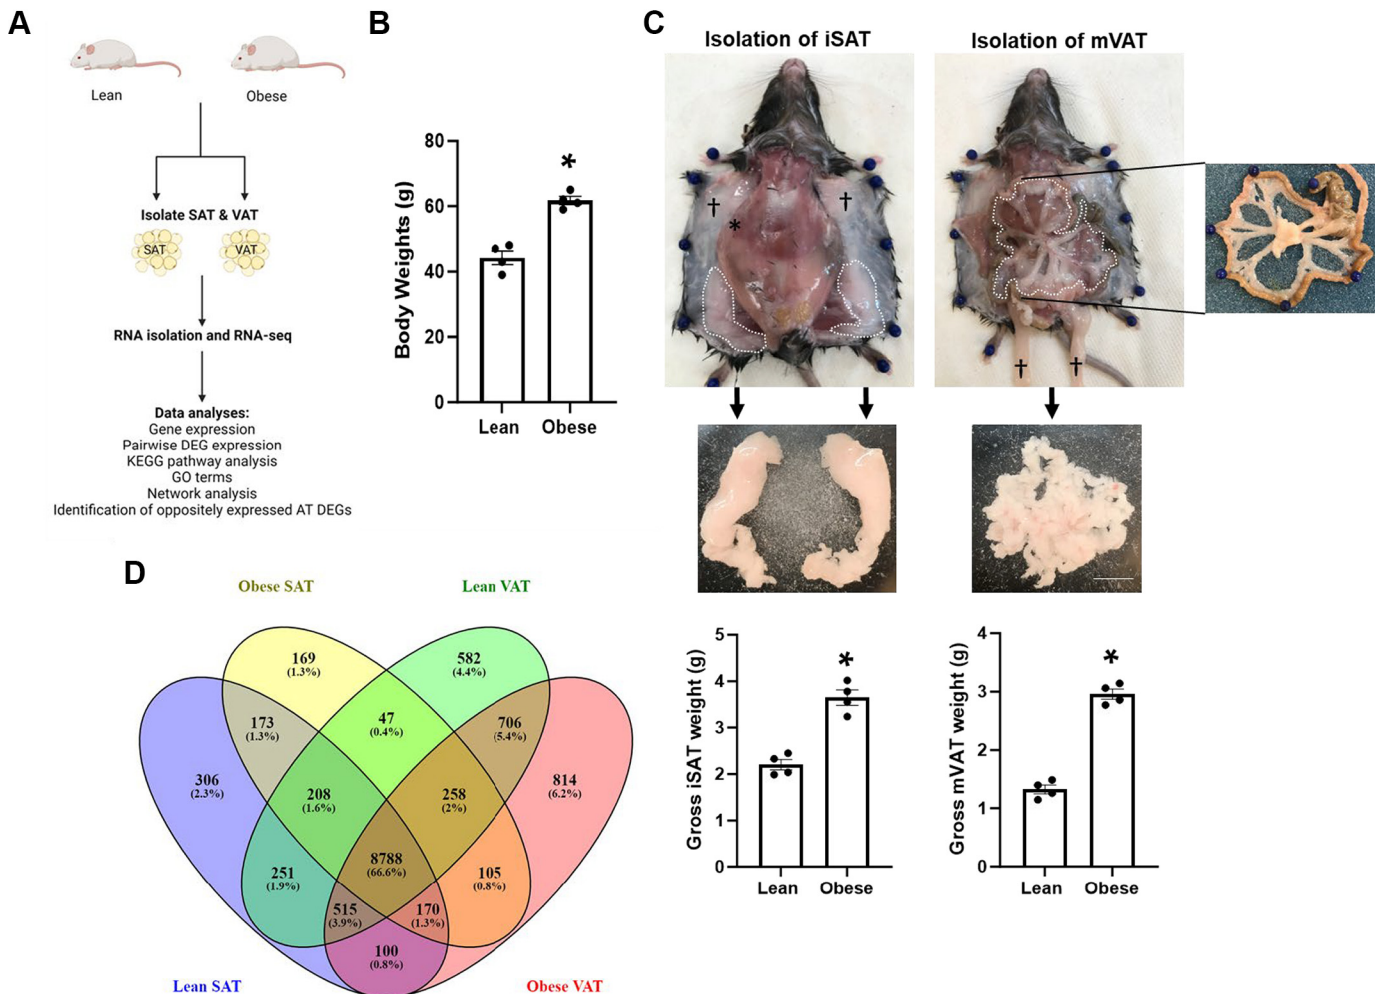 A
Lean
Obese
Isolate SAT & VAT
SAT
VAT
RNA isolation and RNA-seq
Data analyses:
Gene expression
Pairwise DEG expression
KEGG pathway analysis
GO terms
Network analysis
Identification of oppositely expressed AT DEGs
B
Body Weights (g)
80
60
40
20
0
*
Lean
Obese
C
Isolation of iSAT
Isolation of mVAT
†
†
*
†
†
Gross iSAT weight (g)
5
4
3
2
1
0
*
Lean
Obese
Gross mVAT weight (g)
4
3
2
1
0
*
Lean
Obese
D
Obese SAT
Lean VAT
169
(1.3%)
582
(4.4%)
173
(1.3%)
47
(0.4%)
706
(5.4%)
306
(2.3%)
208
(1.6%)
258
(2%)
814
(6.2%)
8788
(66.6%)
251
(1.9%)
105
(0.8%)
515
(3.9%)
170
(1.3%)
100
(0.8%)
Lean SAT
Obese VAT